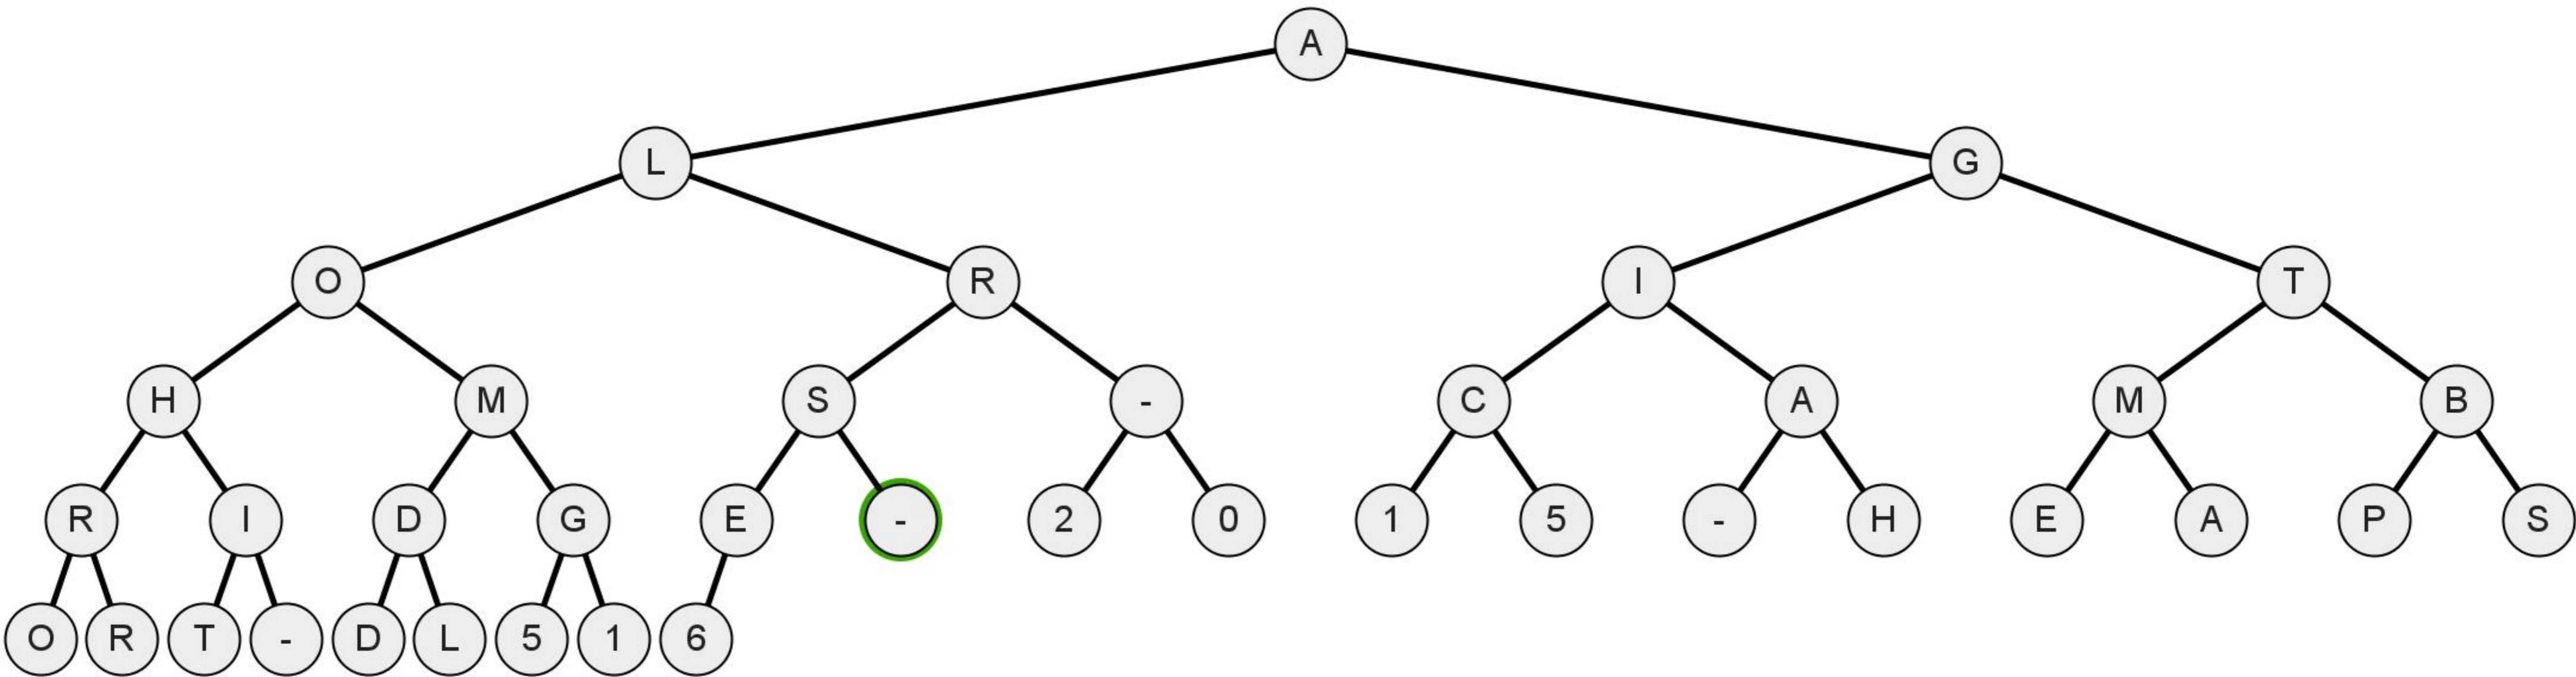 A
L G
O R I T
H M S - C A M B
R I D G E - 2 0 1 5 - H E A P S
O R T - D L 5 1 6